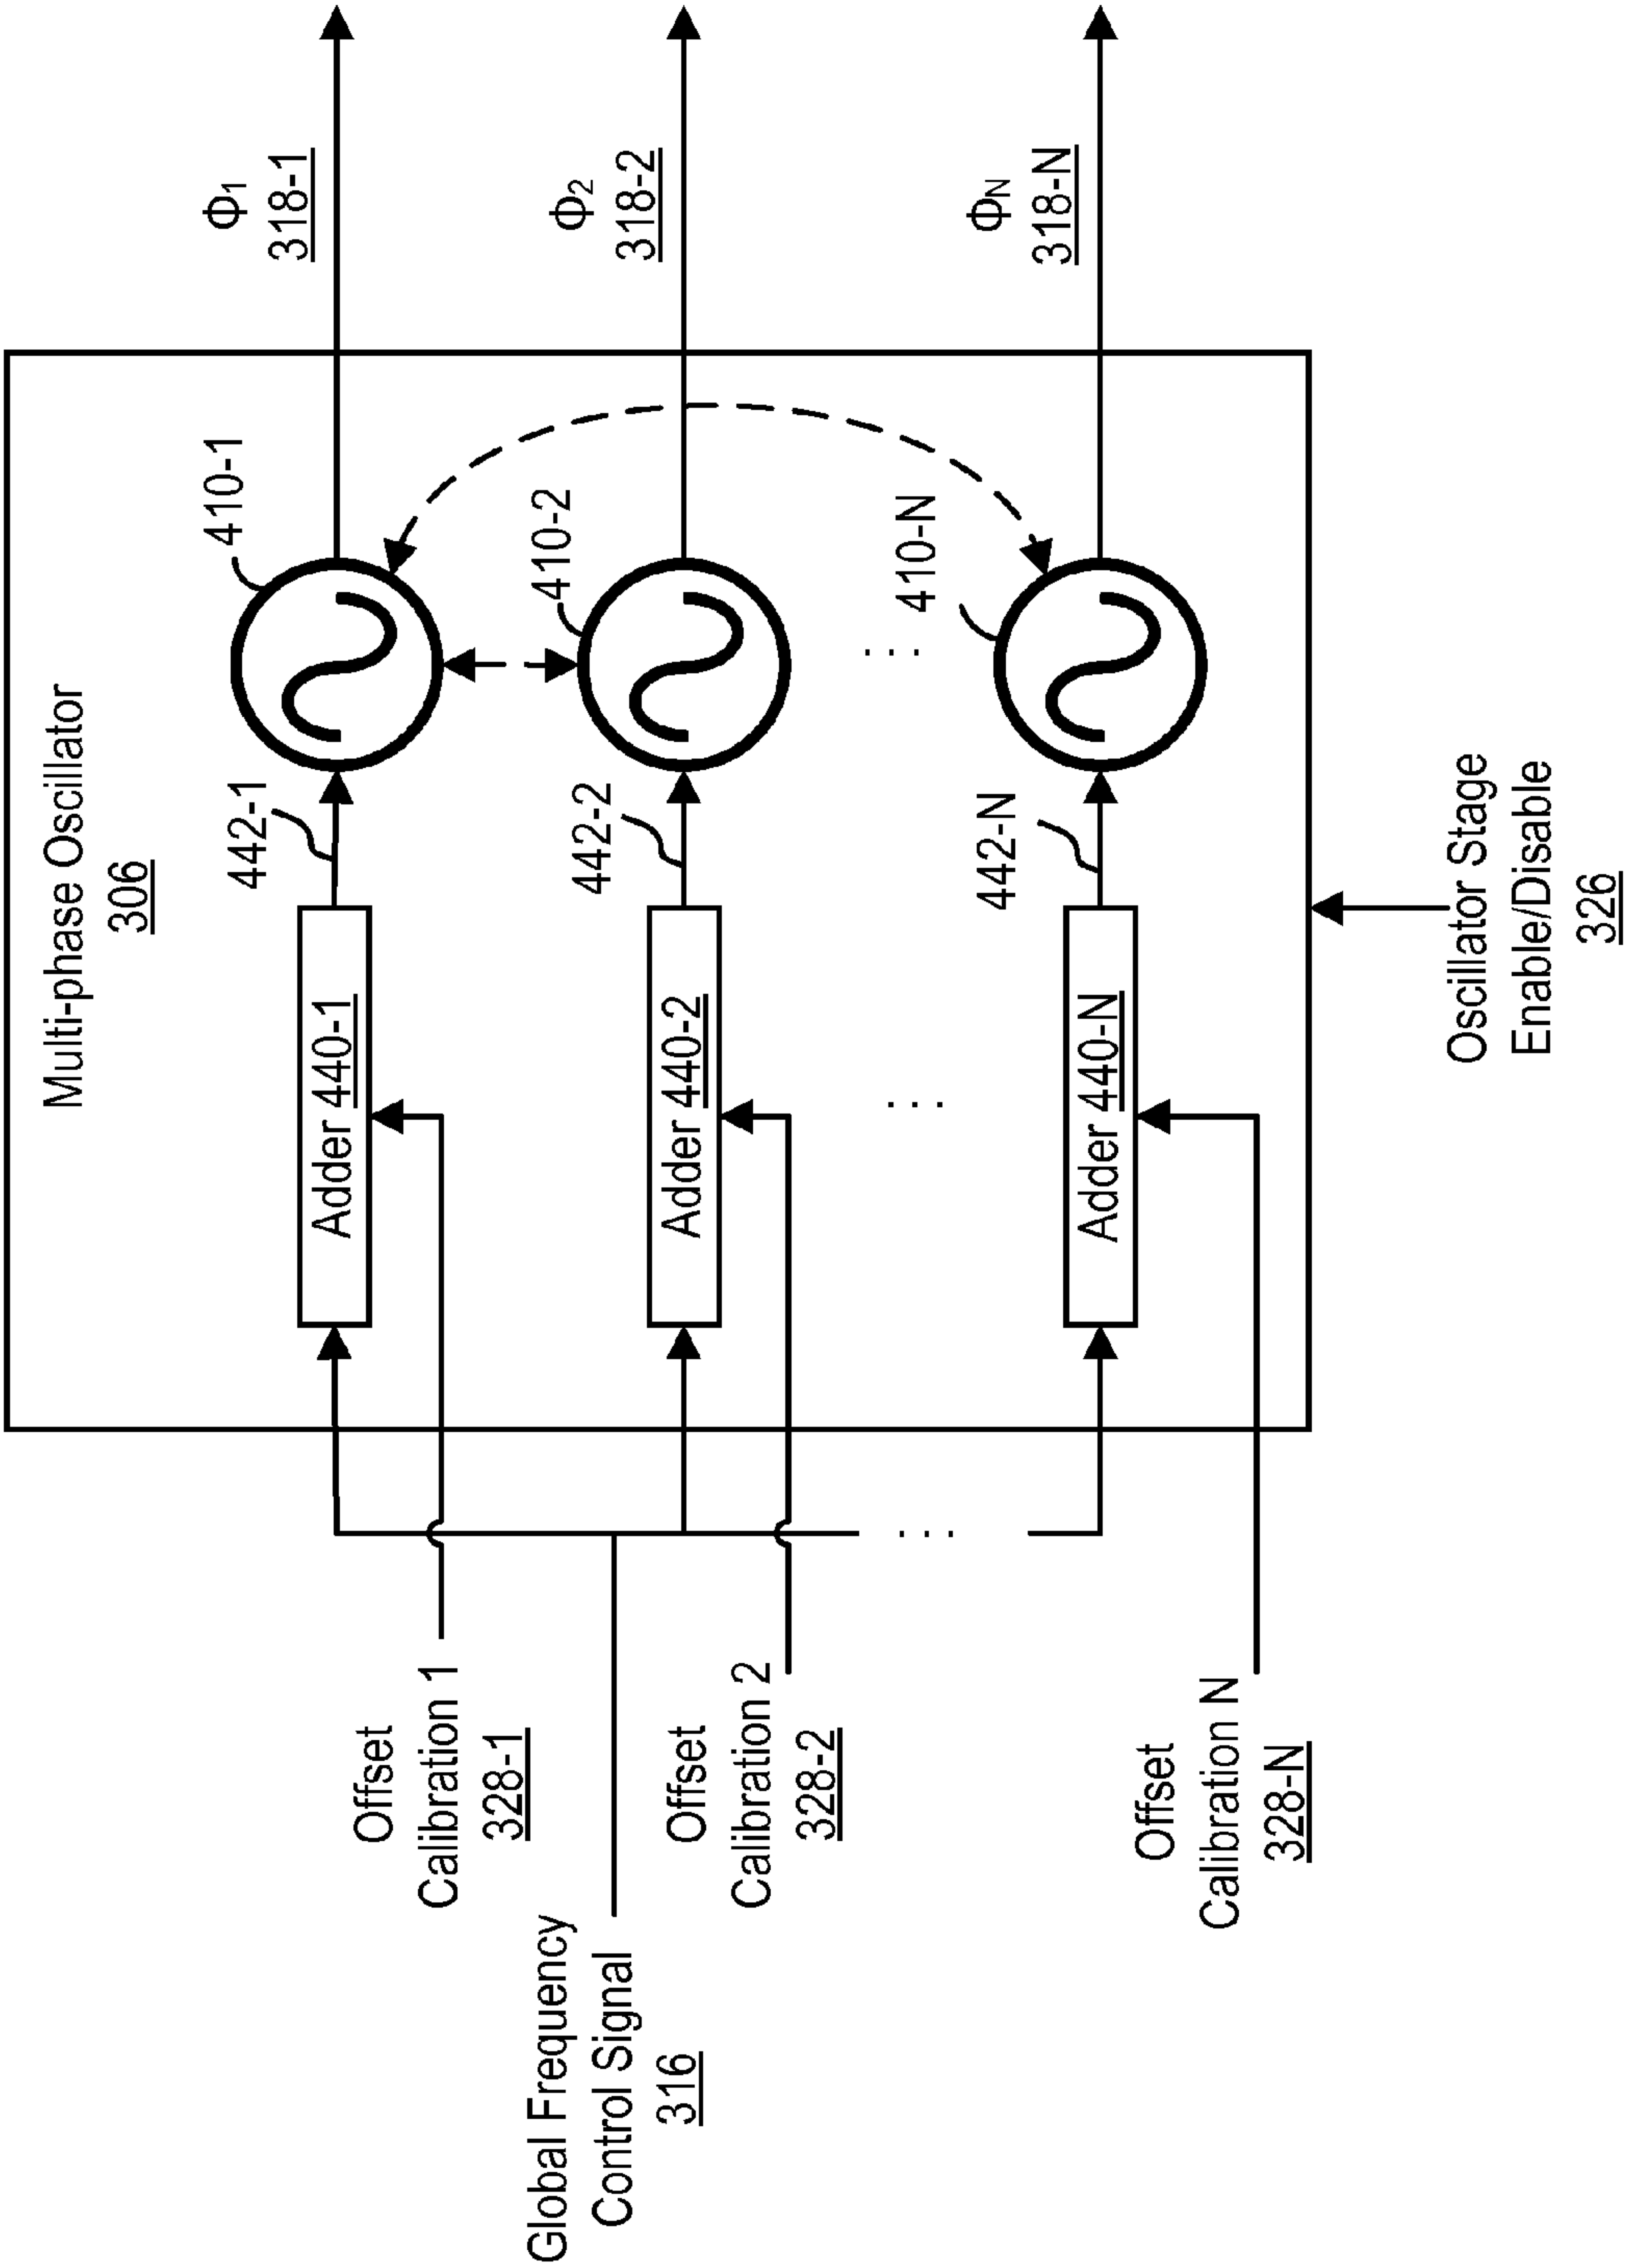 Multi-phase Oscillator
306
Φ1
318-1
410-1
442-1
Adder 440-1
Offset
Calibration 1
328-1
Φ2
318-2
410-2
442-2
Adder 440-2
Global Frequency
Control Signal
316
Offset
Calibration 2
328-2
. . .
. . .
. . .
ΦN
318-N
410-N
442-N
Adder 440-N
Offset
Calibration N
328-N
Oscillator Stage
Enable/Disable
326